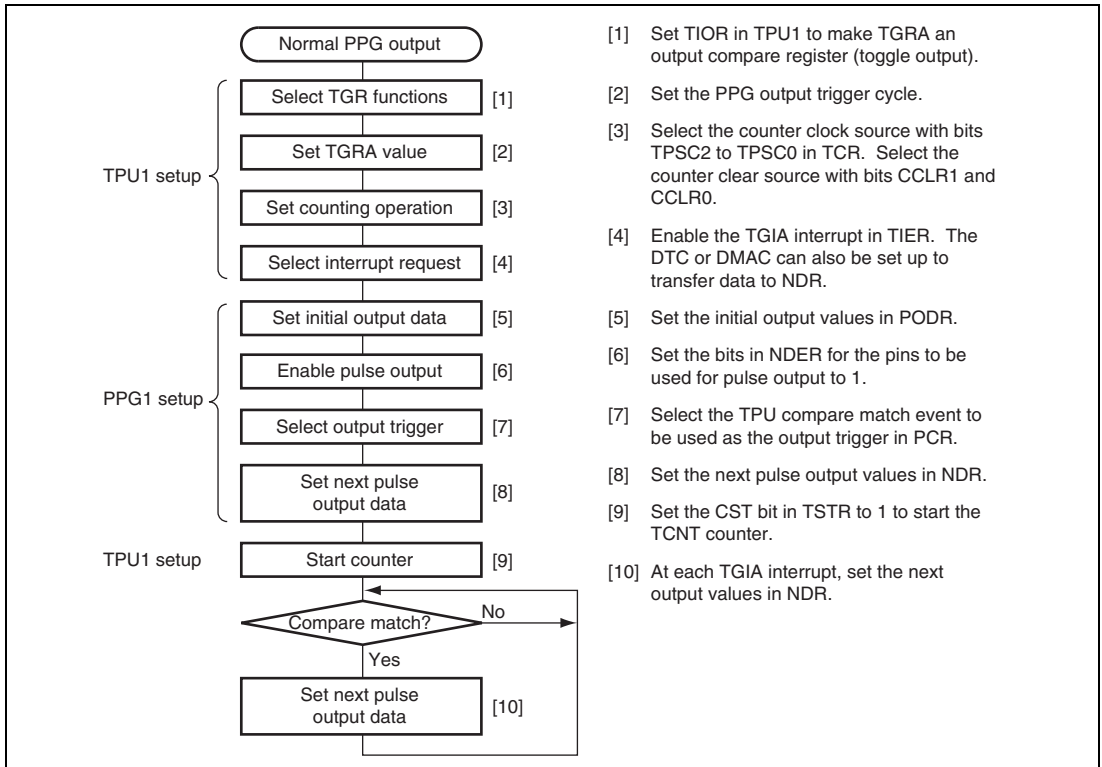 Normal PPG output
Select TGR functions [1]
Set TGRA value [2]
TPU1 setup
Set counting operation [3]
Select interrupt request [4]
Set initial output data [5]
Enable pulse output [6]
PPG1 setup
Select output trigger [7]
Set next pulse
output data
[8]
TPU1 setup
Start counter [9]
Compare match?
No
Yes
Set next pulse
output data
[10]
[1] Set TIOR in TPU1 to make TGRA an
output compare register (toggle output).
[2] Set the PPG output trigger cycle.
[3] Select the counter clock source with bits
TPSC2 to TPSC0 in TCR. Select the
counter clear source with bits CCLR1 and
CCLR0.
[4] Enable the TGIA interrupt in TIER. The
DTC or DMAC can also be set up to
transfer data to NDR.
[5] Set the initial output values in PODR.
[6] Set the bits in NDER for the pins to be
used for pulse output to 1.
[7] Select the TPU compare match event to
be used as the output trigger in PCR.
[8] Set the next pulse output values in NDR.
[9] Set the CST bit in TSTR to 1 to start the
TCNT counter.
[10] At each TGIA interrupt, set the next
output values in NDR.